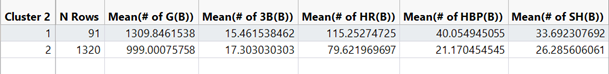 Cluster 2 N Rows Mean(# of G(B)) Mean(# of 3B(B)) Mean(# of HR(B)) Mean(# of HBP(B)) Mean(# of SH(B))
1 91 1309.8461538 15.461538462 115.25274725 40.054945055 33.692307692
2 1320 999.00075758 17.303030303 79.621969697 21.170454545 26.285606061